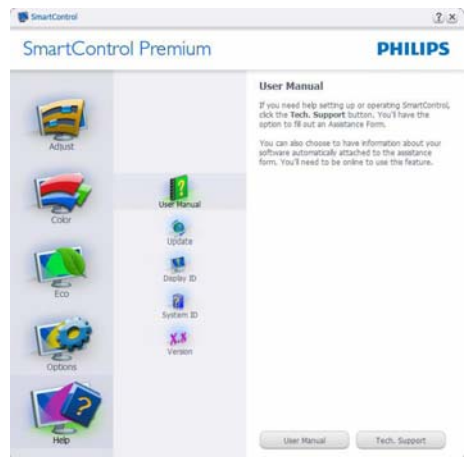 SmartControl
SmartControl Premium
PHILIPS
Adjust
Color
Eco
Options
Help
User Manual
Update
Display ID
System ID
X.X
Version
User Manual
If you need help setting up or operating SmartControl,
click the Tech. Support button. You'll have the
option to fill out an Assistance Form.
You can also choose to have information about your
software automatically attached to the assistance
form. You'll need to be online to use the feature.
User Manual
Tech. Support